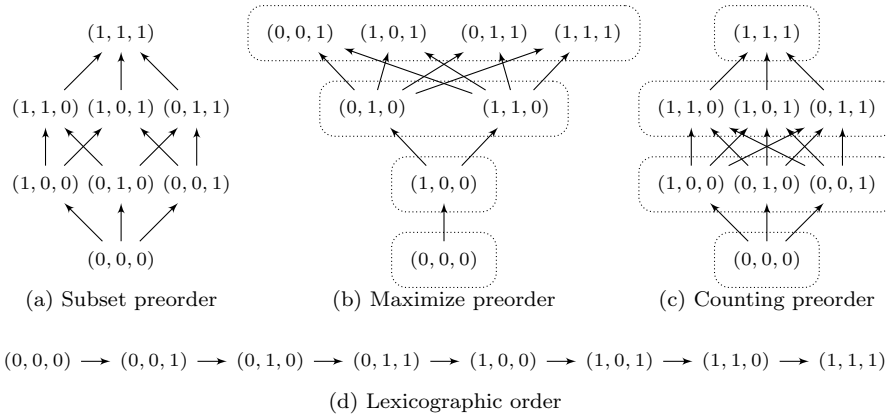 (1, 1, 1) (0, 0, 1) (1, 0, 1) (0, 1, 1) (1, 1, 1) (1, 1, 1)
(1, 1, 0) (1, 0, 1) (0, 1, 1) (0, 1, 0) (1, 1, 0) (1, 1, 0) (1, 0, 1) (0, 1, 1)
(1, 0, 0) (0, 1, 0) (0, 0, 1) (1, 0, 0) (1, 0, 0) (0, 1, 0) (0, 0, 1)
(0, 0, 0) (0, 0, 0) (0, 0, 0)
(a) Subset preorder (b) Maximize preorder (c) Counting preorder
(0, 0, 0) (0, 0, 1) (0, 1, 0) (0, 1, 1) (1, 0, 0) (1, 0, 1) (1, 1, 0) (1, 1, 1)
(d) Lexicographic order